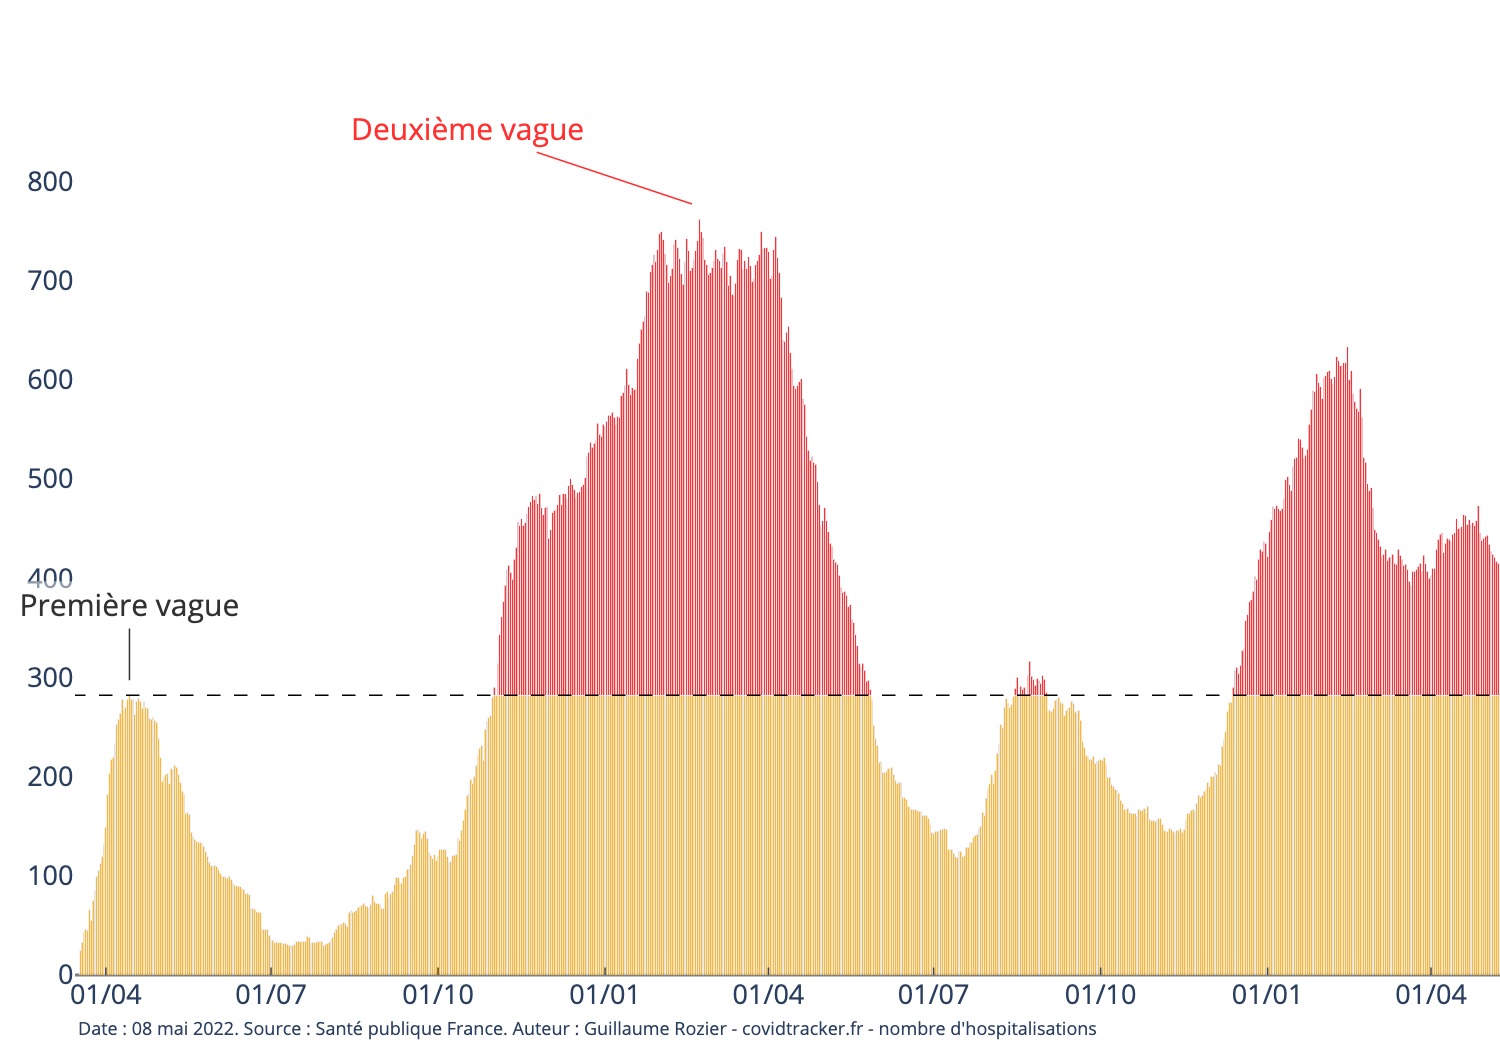 Deuxième vague
800
700
600
500
400
Première vague
300
200
100
0
01/04 01/07 01/10 01/01 01/04 01/07 01/10 01/01 01/04
Date : 08 mai 2022. Source : Santé publique France. Auteur : Guillaume Rozier - covidtracker.fr - nombre d'hospitalisations